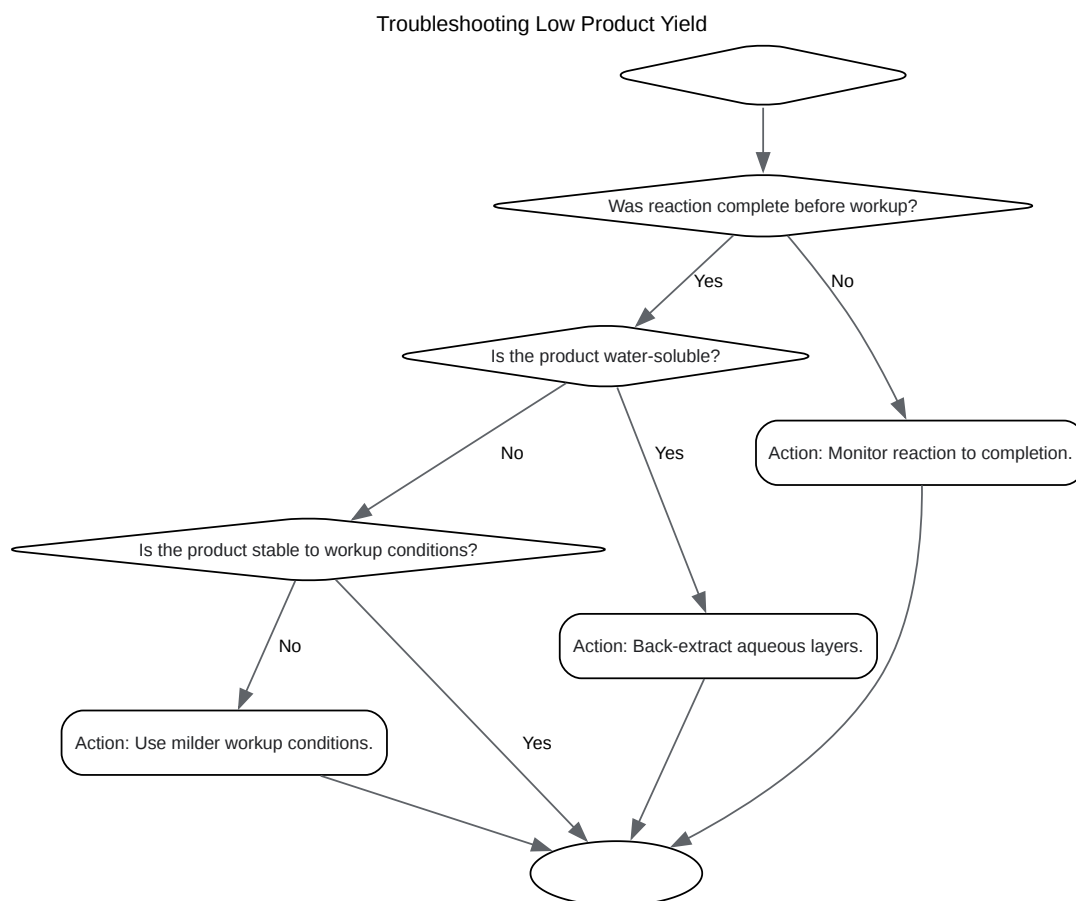 Troubleshooting Low Product Yield
Was reaction complete before workup?
Yes
No
Is the product water-soluble?
No
Yes
Action: Monitor reaction to completion.
Is the product stable to workup conditions?
No
Action: Back-extract aqueous layers.
Action: Use milder workup conditions.
Yes